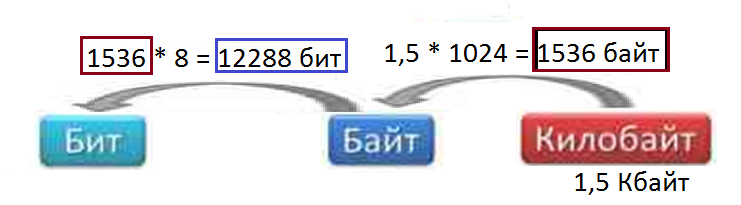 1536 * 8 = 12288 бит
1,5 * 1024 = 1536 байт
Бит
Байт
Килобайт
1,5 Кбайт